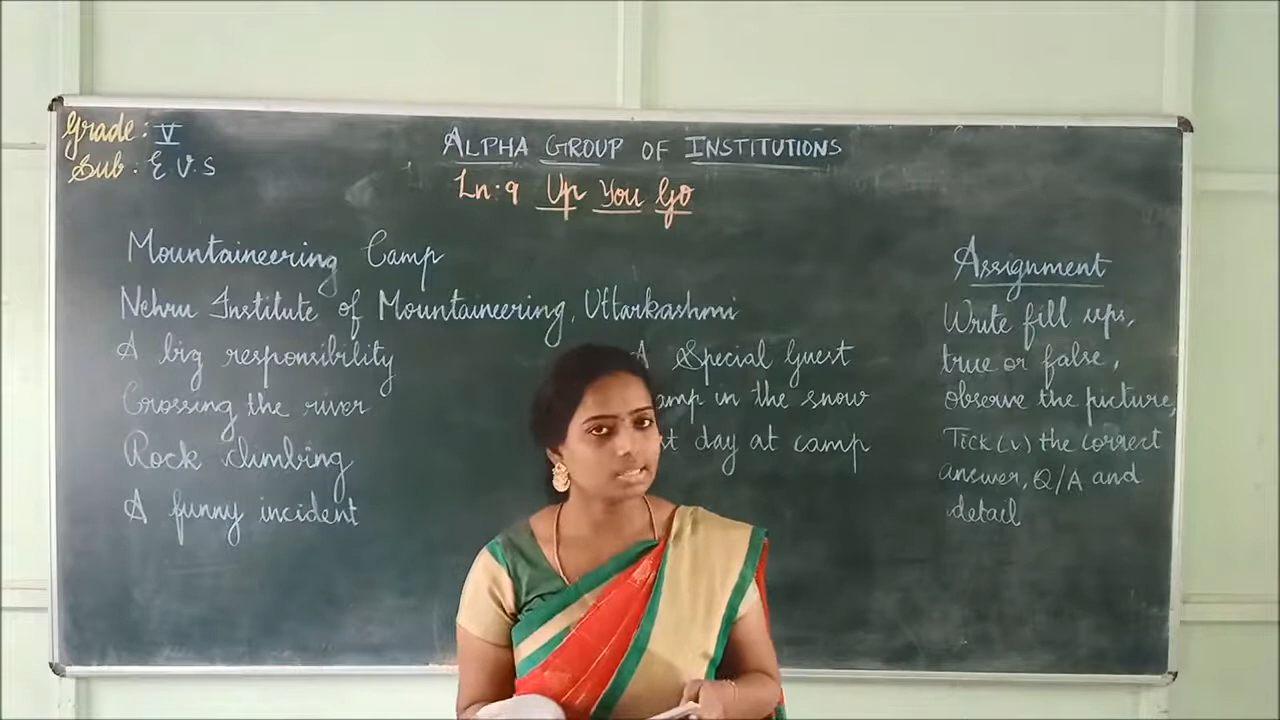 Grade: V
Sub: E V S
ALPHA GROUP OF INSTITUTIONS
Ln:9 Up You Go
Mountaineering Camp
Nehru Institute of Mountaineering, Uttarkashmi
A big responsibility
Crossing the river
Rock climbing
A funny incident
A Special Guest
amp in the snow
st day at camp
Assignment
Write fill ups,
true or false,
observe the picture,
Tick (✓) the correct
answer, Q/A and
detail